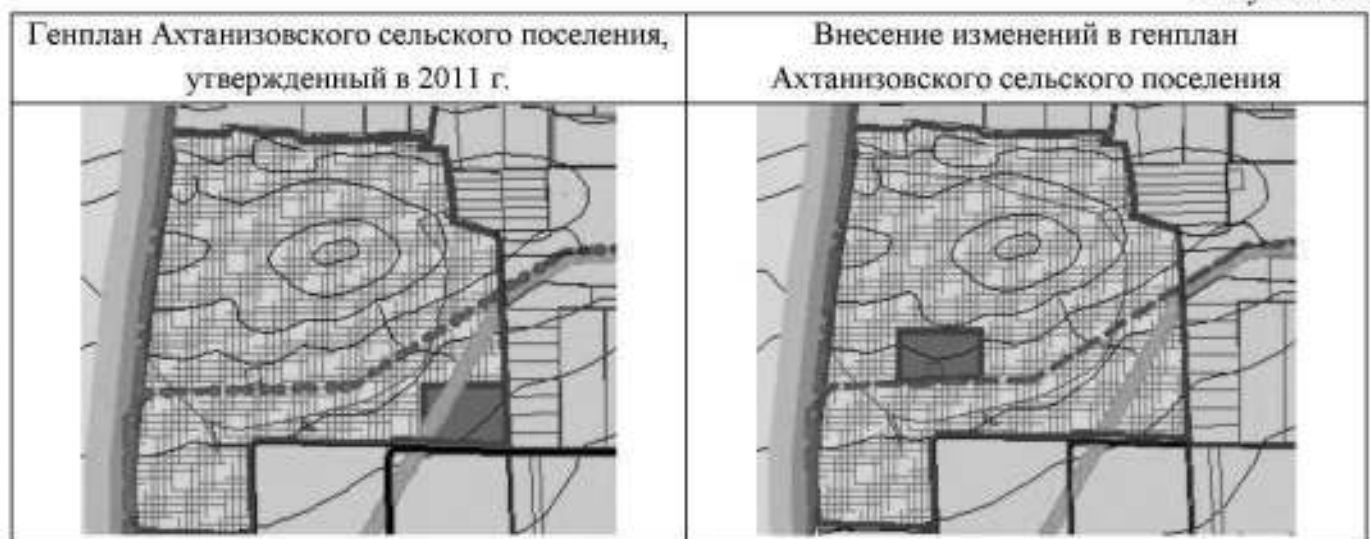 Генплан Ахтанизовского сельского поселения,
утвержденный в 2011 г.
Внесение изменений в генплан
Ахтанизовского сельского поселения